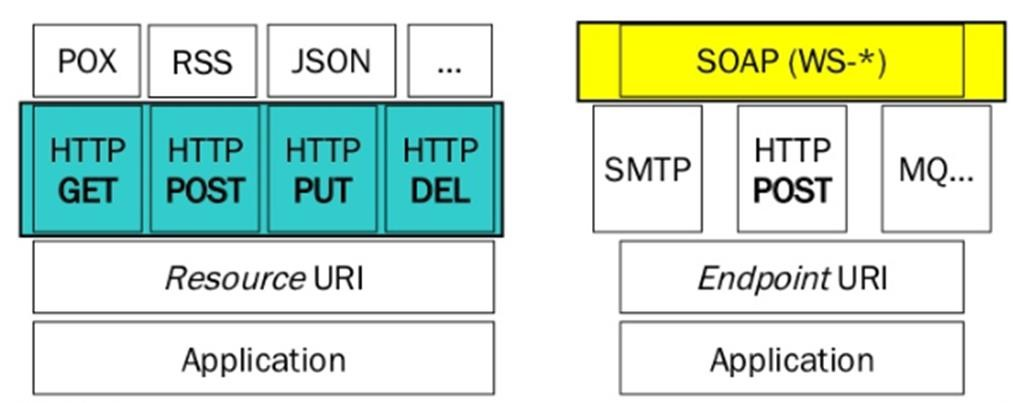 POX RSS JSON ...
HTTP HTTP HTTP HTTP
GET POST PUT DEL
Resource URI
Application
SOAP (WS-*)
SMTP HTTP POST MQ...
Endpoint URI
Application